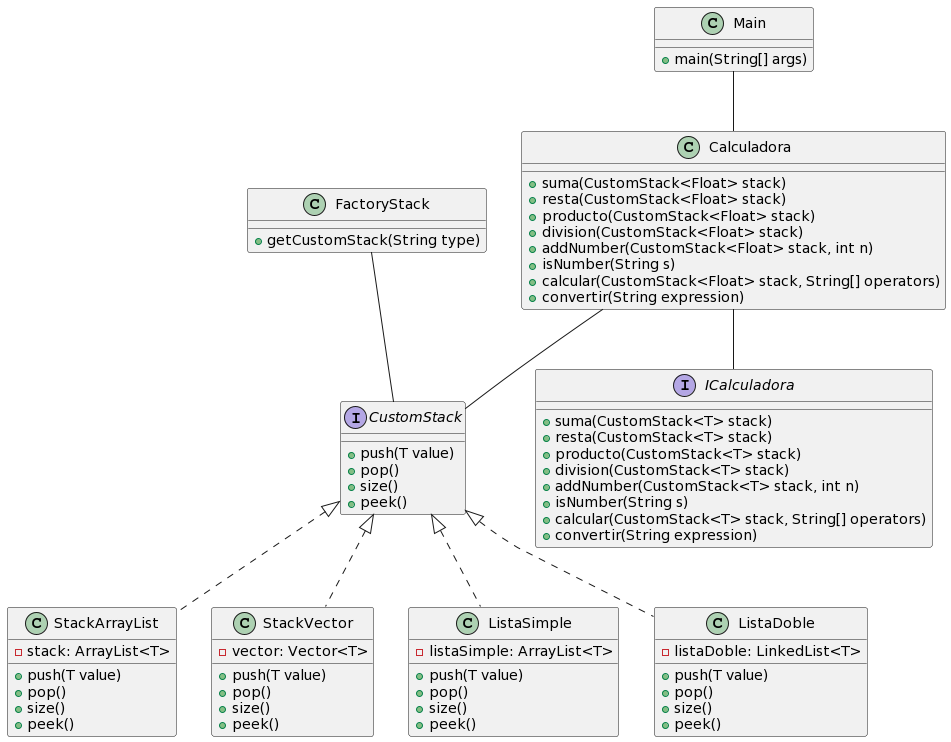 C Main
main(String[] args)
C Calculadora
suma(CustomStack<Float> stack)
resta(CustomStack<Float> stack)
producto(CustomStack<Float> stack)
division(CustomStack<Float> stack)
addNumber(CustomStack<Float> stack, int n)
isNumber(String s)
calcular(CustomStack<Float> stack, String[] operators)
convertir(String expression)
C FactoryStack
getCustomStack(String type)
I ICalculadora
suma(CustomStack<T> stack)
resta(CustomStack<T> stack)
producto(CustomStack<T> stack)
division(CustomStack<T> stack)
addNumber(CustomStack<T> stack, int n)
isNumber(String s)
calcular(CustomStack<T> stack, String[] operators)
convertir(String expression)
I CustomStack
push(T value)
pop()
size()
peek()
C StackArrayList
stack: ArrayList<T>
push(T value)
pop()
size()
peek()
C StackVector
vector: Vector<T>
push(T value)
pop()
size()
peek()
C ListaSimple
listaSimple: ArrayList<T>
push(T value)
pop()
size()
peek()
C ListaDoble
listaDoble: LinkedList<T>
push(T value)
pop()
size()
peek()